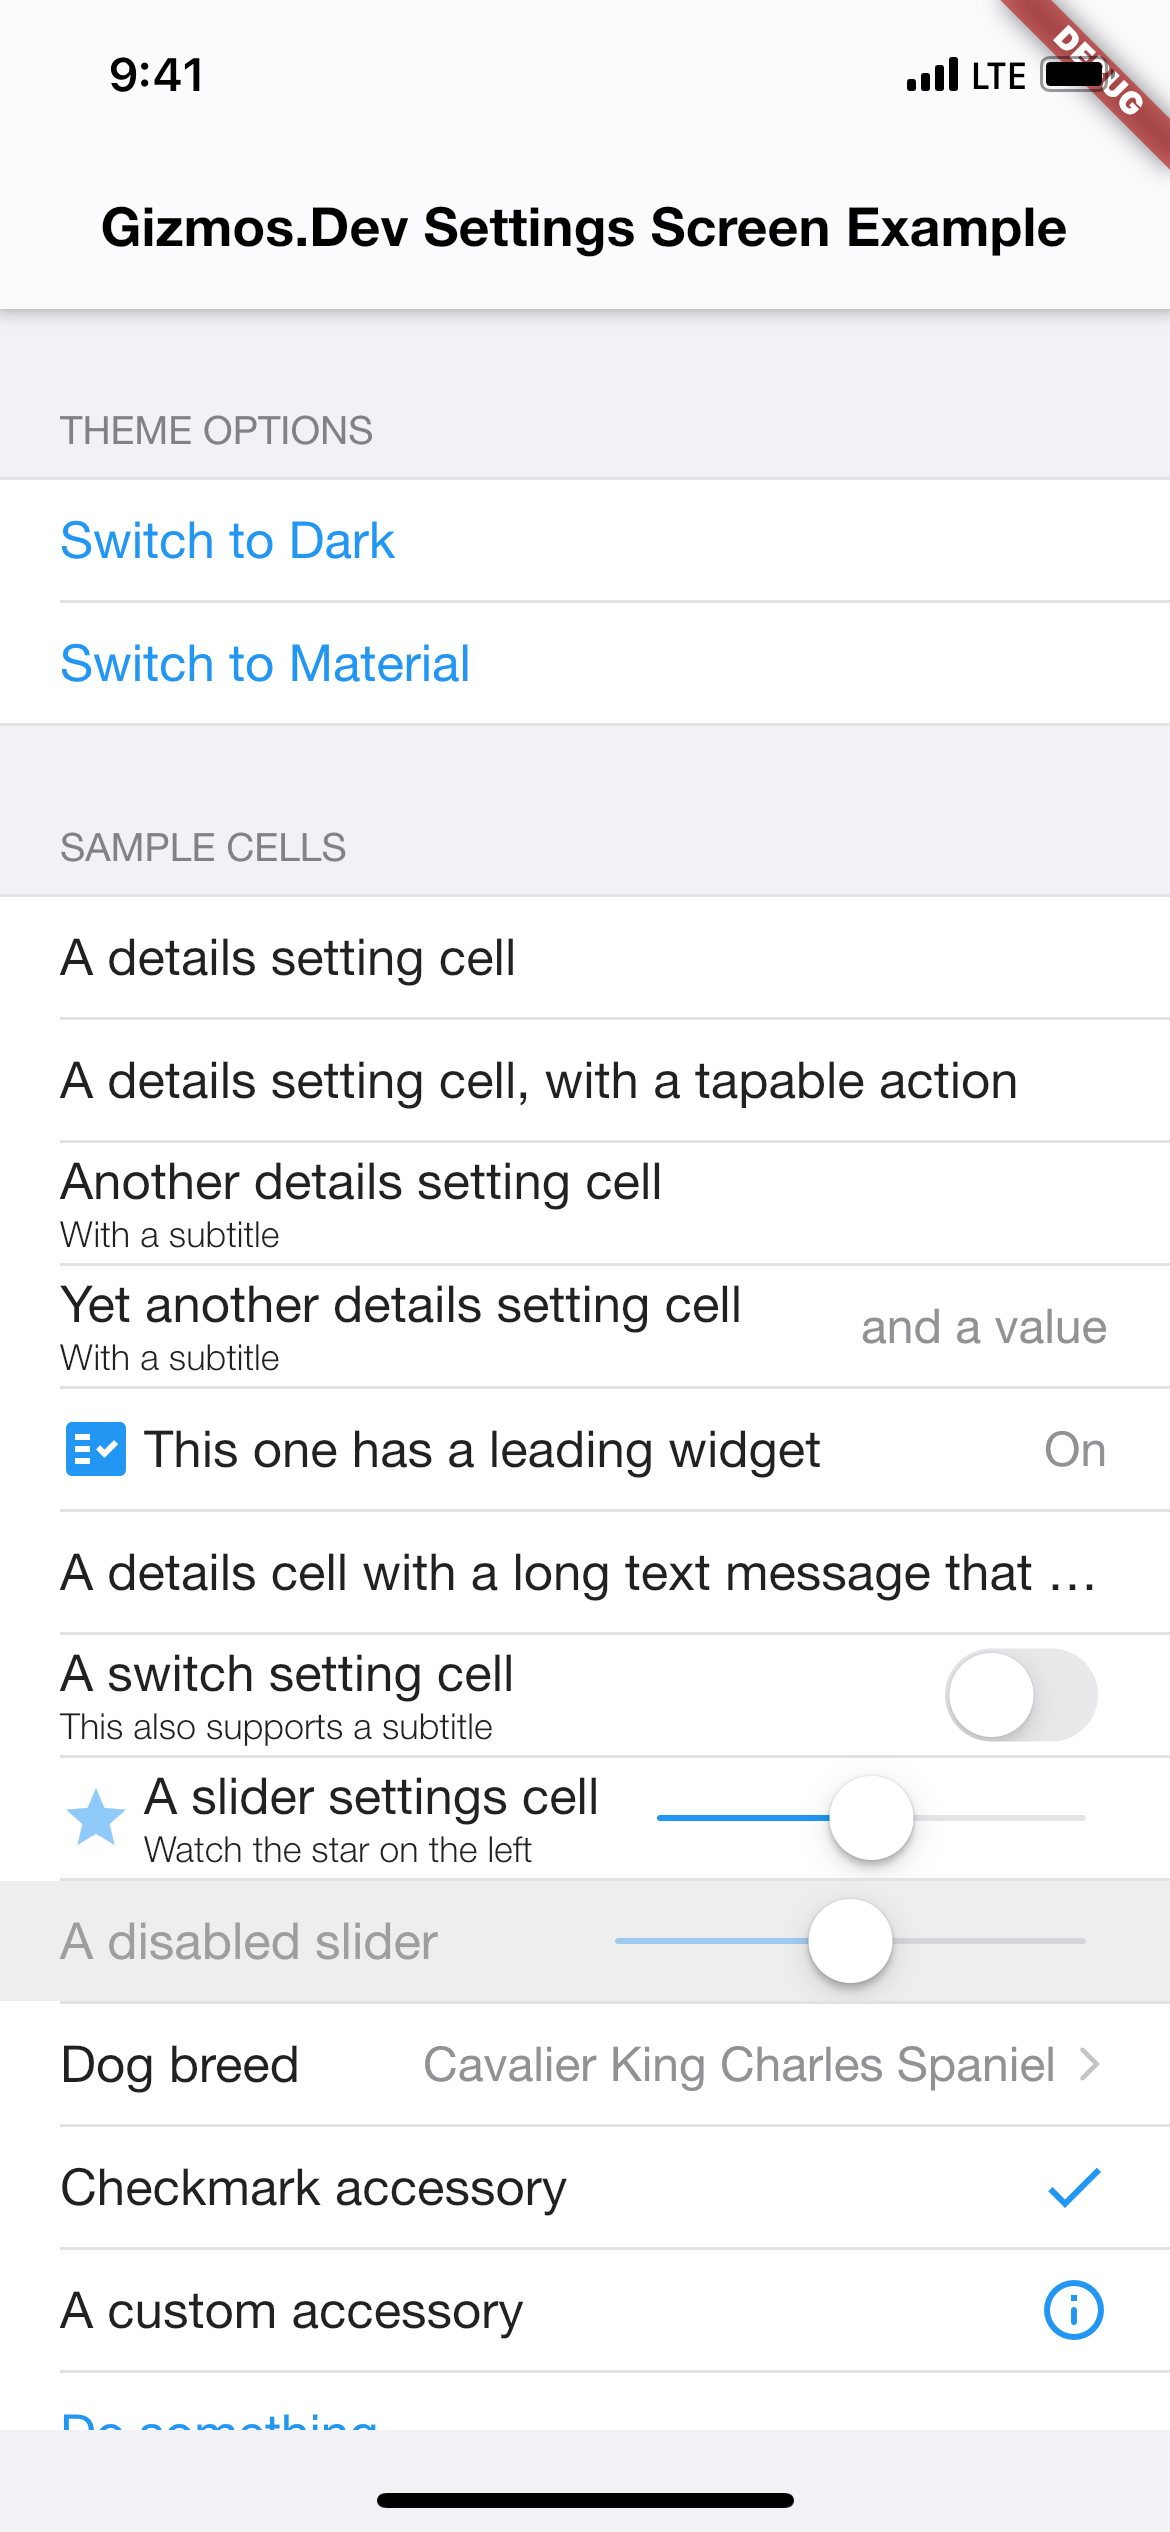 9:41
LTE
DEBUG
Gizmos.Dev Settings Screen Example
THEME OPTIONS
Switch to Dark
Switch to Material
SAMPLE CELLS
A details setting cell
A details setting cell, with a tapable action
Another details setting cell
With a subtitle
Yet another details setting cell
With a subtitle
and a value
This one has a leading widget
On
A details cell with a long text message that ...
A switch setting cell
This also supports a subtitle
A slider settings cell
Watch the star on the left
A disabled slider
Dog breed
Cavalier King Charles Spaniel
Checkmark accessory
A custom accessory
Do something